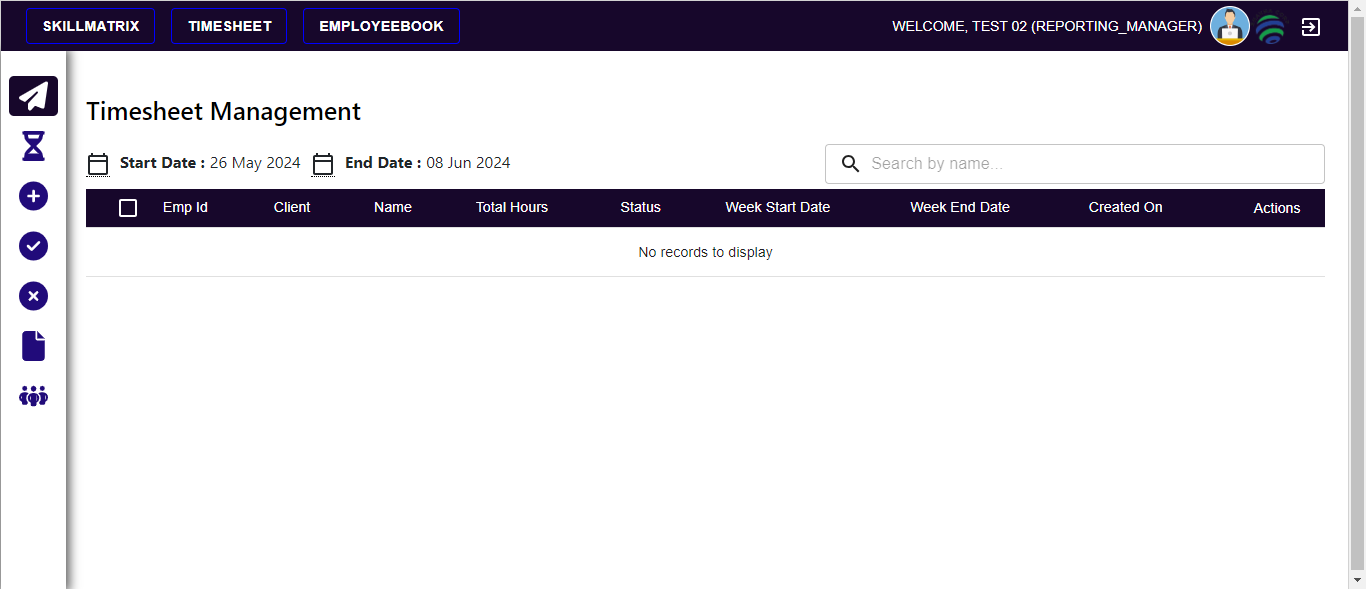 SKILLMATRIX TIMESHEET EMPLOYEEBOOK WELCOME, TEST 02 (REPORTING_MANAGER)
Timesheet Management
Start Date : 26 May 2024 End Date : 08 Jun 2024 Search by name...
Emp Id Client Name Total Hours Status Week Start Date Week End Date Created On Actions
No records to display